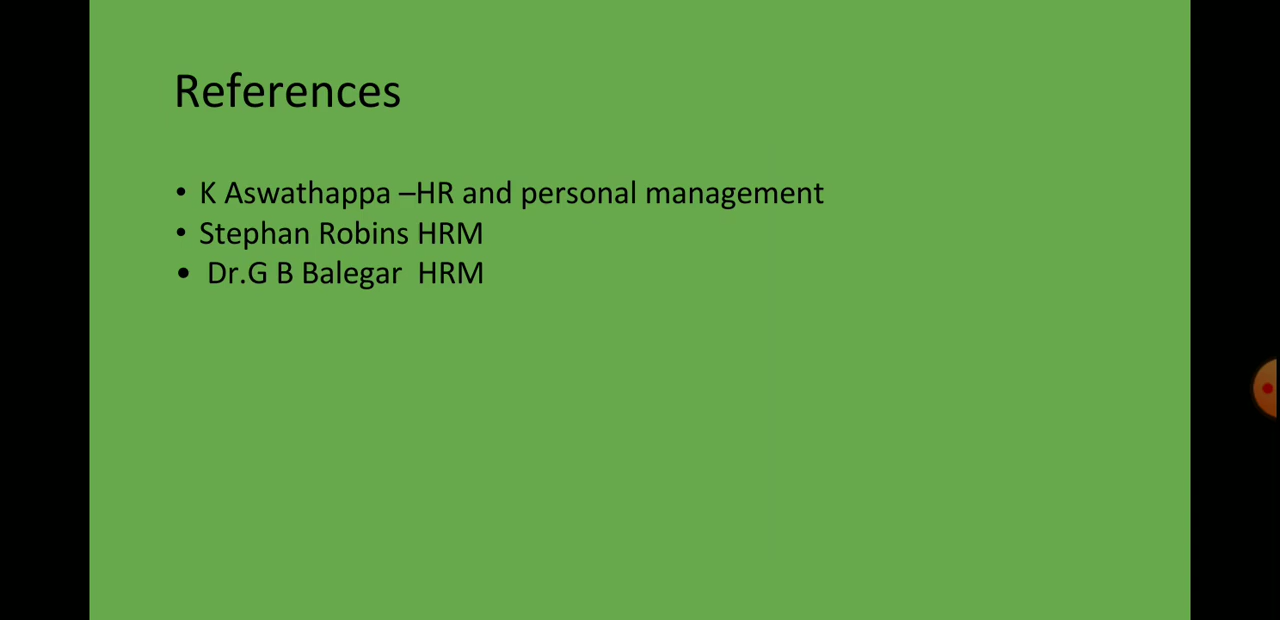 References
• K Aswathappa –HR and personal management
• Stephan Robins HRM
• Dr.G B Balegar  HRM